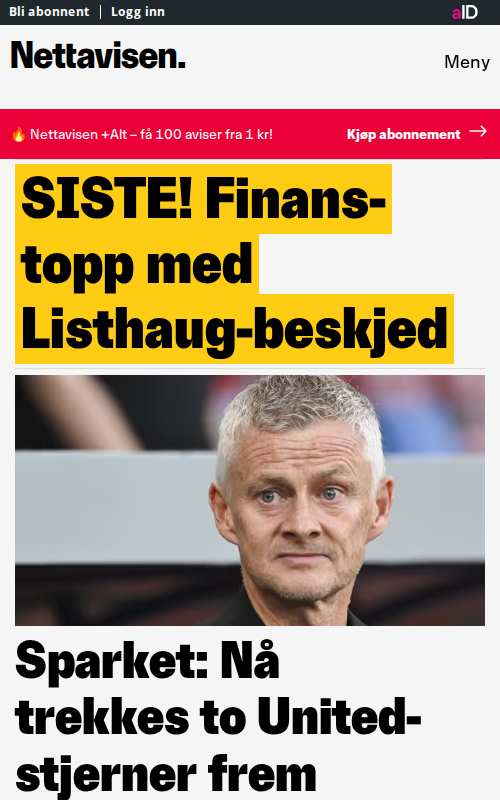 Bli abonnent | Logg inn
aID
Nettavisen.
Meny
🔥 Nettavisen +Alt – få 100 aviser fra 1 kr!
Kjøp abonnement →
SISTE! Finans-
topp med
Listhaug-beskjed
Sparket: Nå
trekkes to United-
stjerner frem